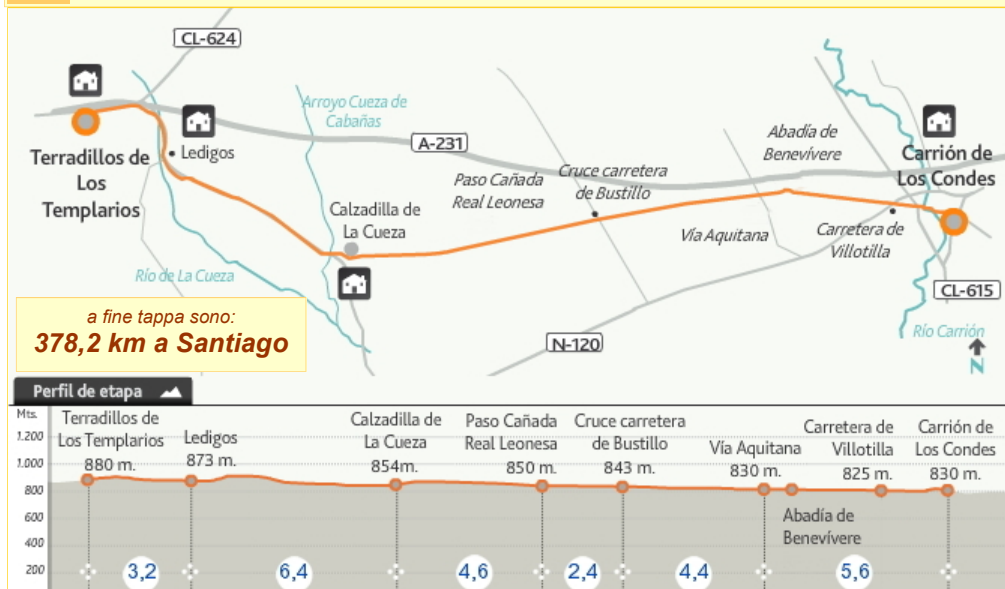 CL-624
Arroyo Cueza de
Cabañas
A-231
Terradillos de
Los
Templarios
Ledigos
Calzadilla de
La Cueza
Paso Cañada
Real Leonesa
Cruce carretera
de Bustillo
Abadía de
Benevívere
Carrión de
Los Condes
Vía Aquitana
Carretera de
Villotilla
Río de La Cueza
CL-615
N-120
Río Carrión
N
a fine tappa sono:
378,2 km a Santiago
Perfil de etapa
Mts.
1.200
1.000
800
600
400
200
Terradillos de
Los Templarios
880 m.
Ledigos
873 m.
Calzadilla de
La Cueza
854m.
Paso Cañada
Real Leonesa
850 m.
Cruce carretera
de Bustillo
843 m.
Vía Aquitana
830 m.
Abadía de
Benevívere
Carretera de
Villotilla
825 m.
Carrión de
Los Condes
830 m.
3,2
6,4
4,6
2,4
4,4
5,6